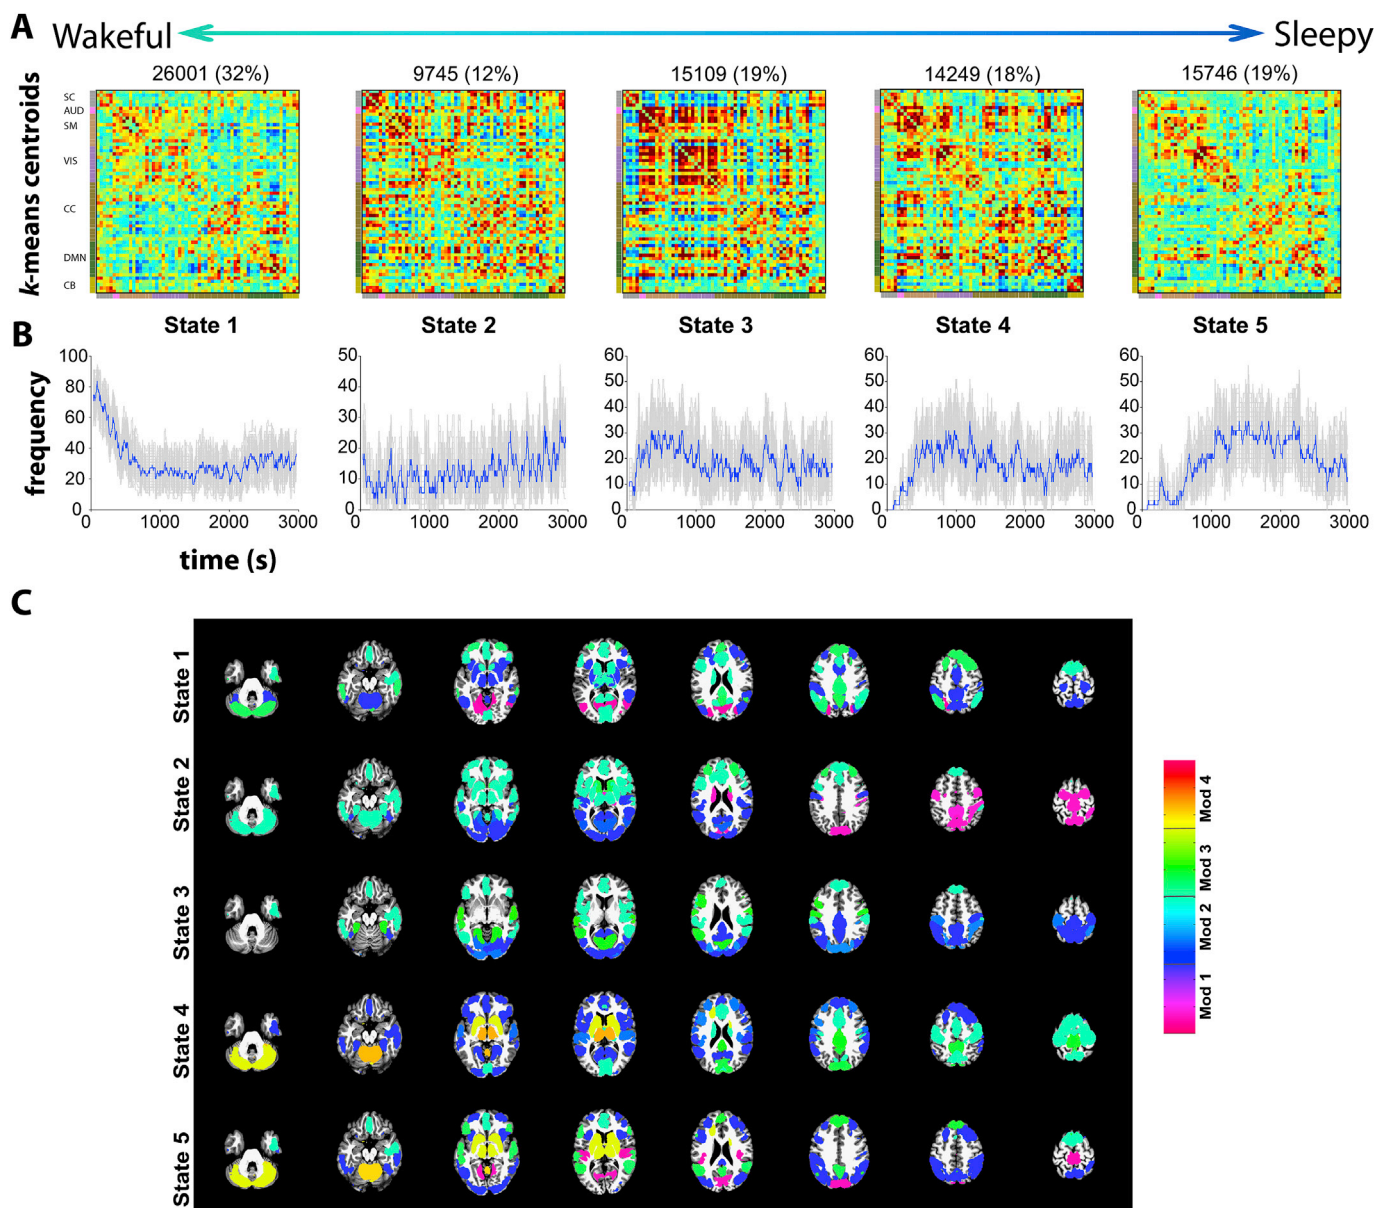 A
Wakeful
Sleepy
26001 (32%) 9745 (12%) 15109 (19%) 14249 (18%) 15746 (19%)
k-means centroids
SC
AUD
SM
VIS
CC
DMN
CB
State 1 State 2 State 3 State 4 State 5
B
frequency
100
80
60
40
20
0
0 1000 2000 3000
50
40
30
20
10
0
0 1000 2000 3000
60
50
40
30
20
10
0
0 1000 2000 3000
60
50
40
30
20
10
0
0 1000 2000 3000
60
50
40
30
20
10
0
0 1000 2000 3000
time (s)
C
State 1
State 2
State 3
State 4
State 5
Mod 4
Mod 3
Mod 2
Mod 1